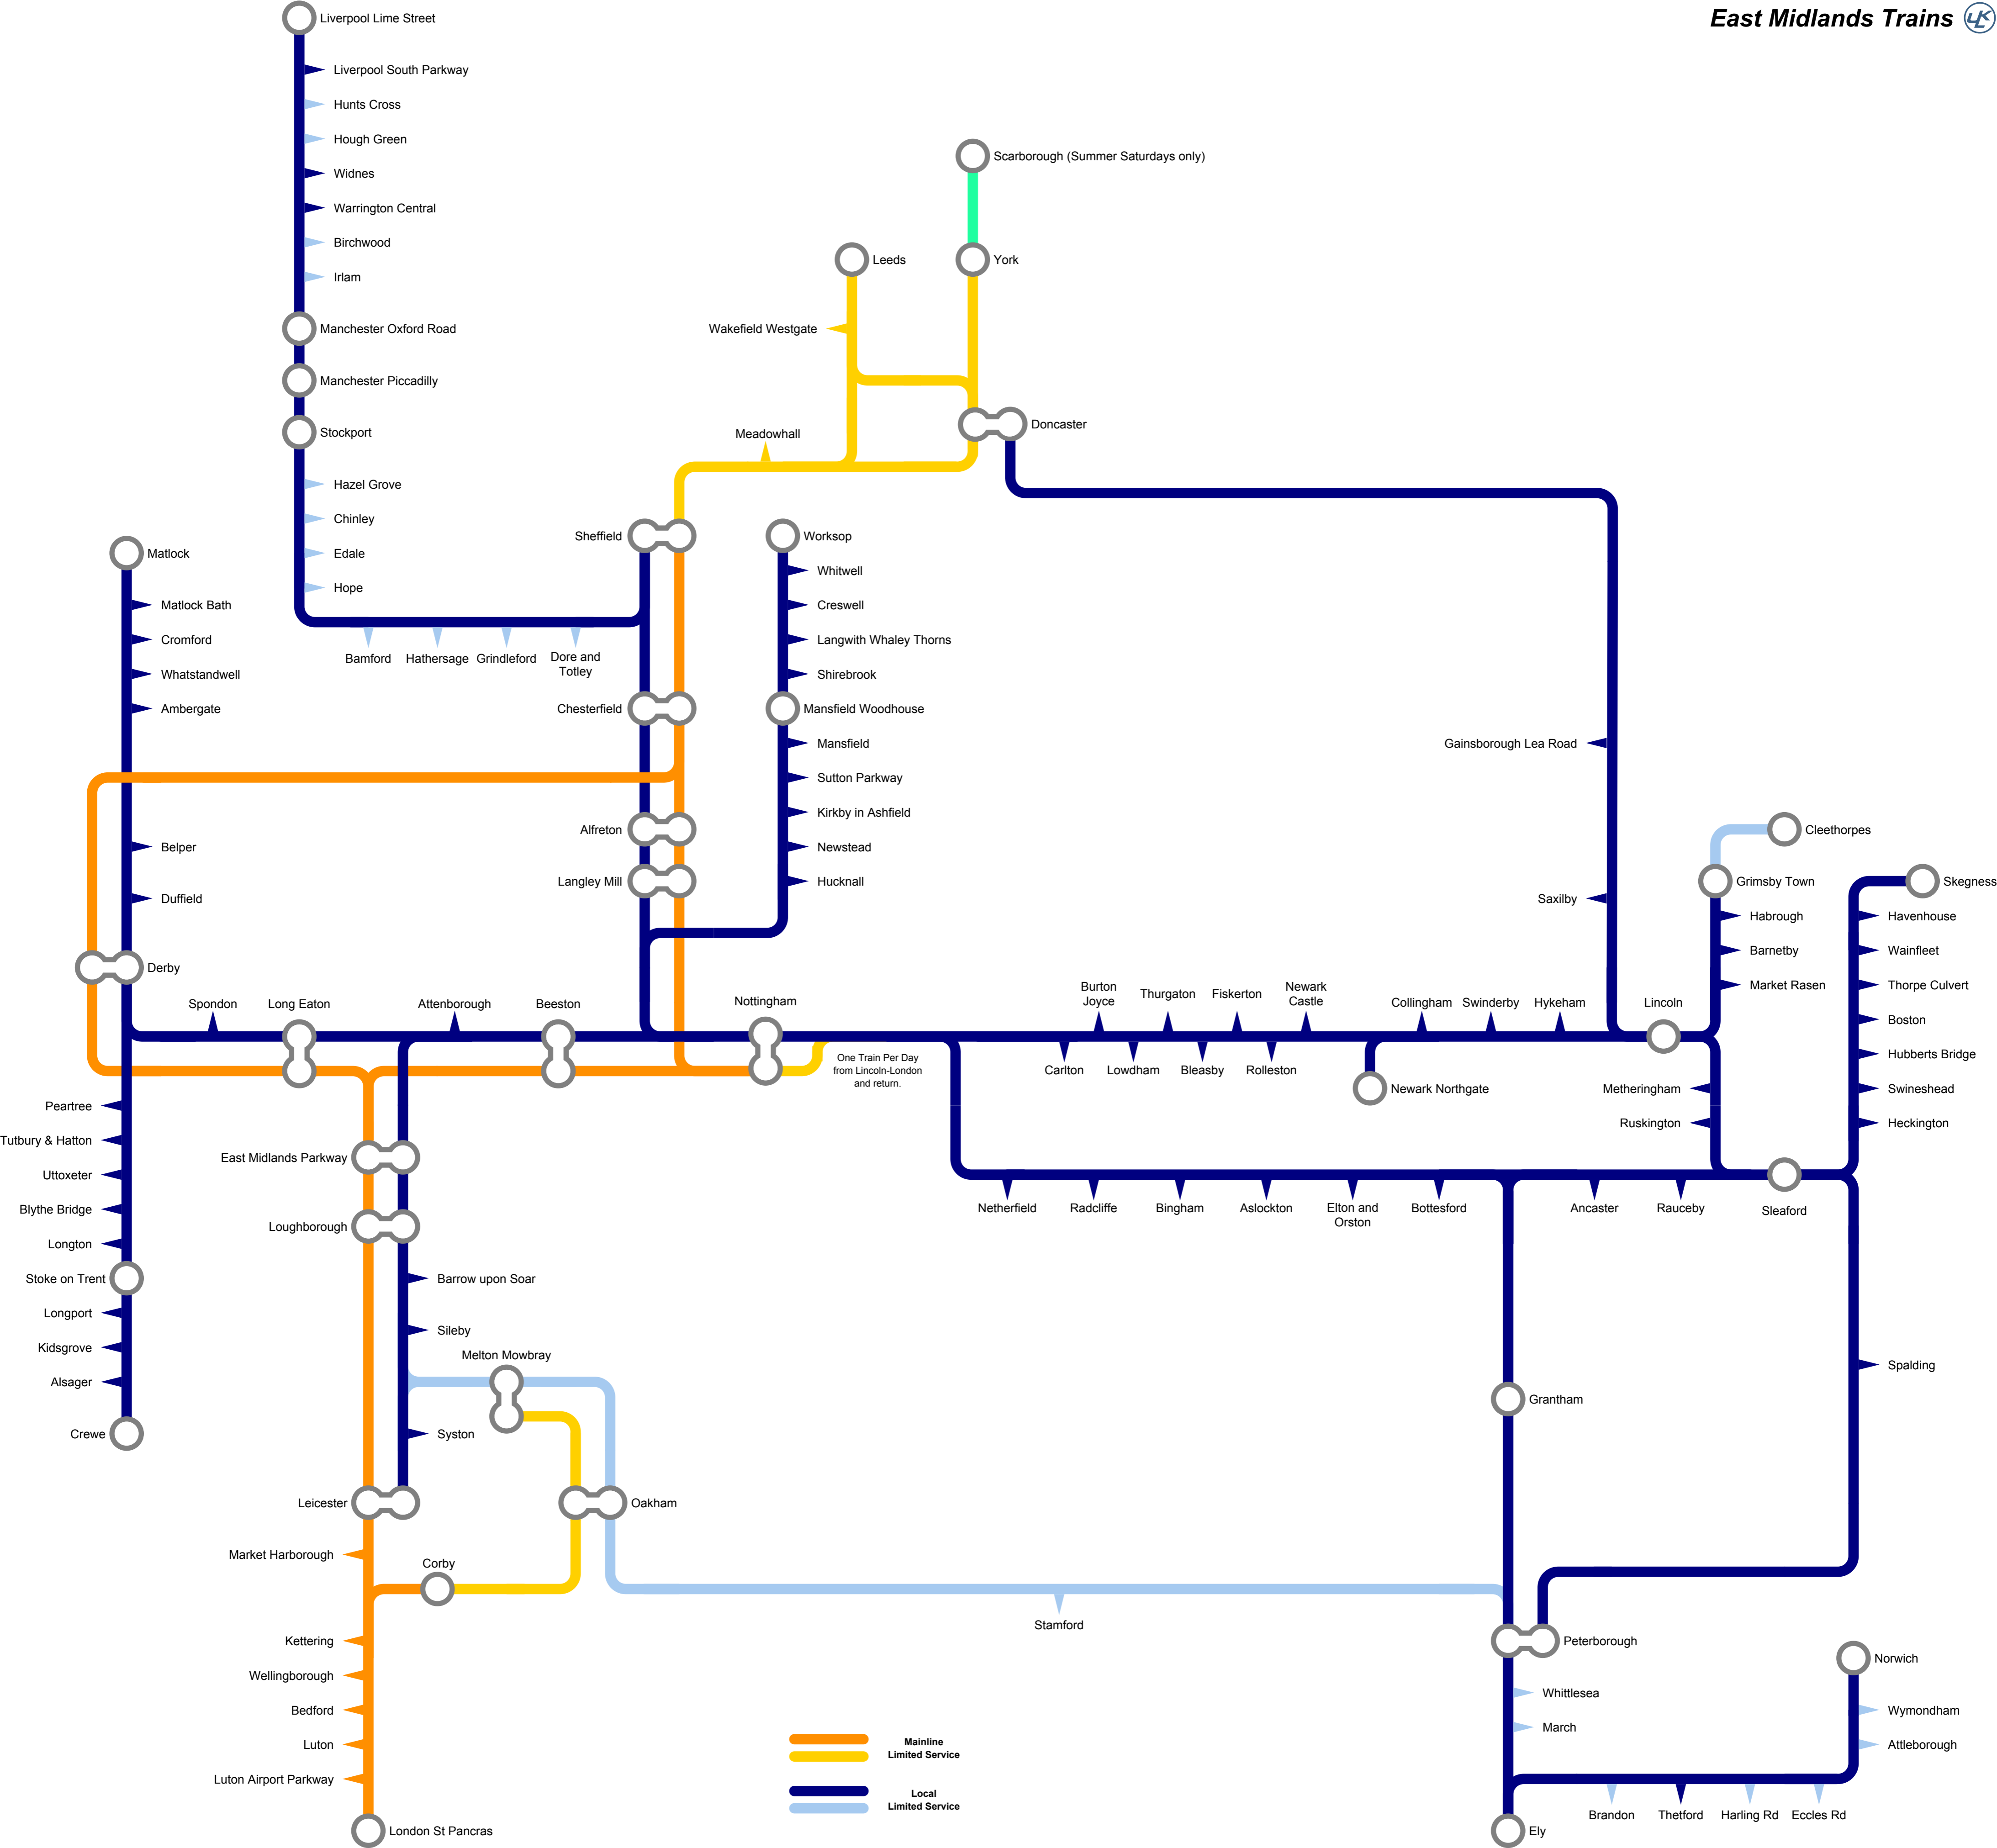 East Midlands Trains
Liverpool Lime Street
Liverpool South Parkway
Hunts Cross
Hough Green
Widnes
Warrington Central
Birchwood
Irlam
Manchester Oxford Road
Manchester Piccadilly
Stockport
Hazel Grove
Chinley
Edale
Hope
Bamford
Hathersage
Grindleford
Dore and
Totley
Scarborough (Summer Saturdays only)
Leeds
York
Wakefield Westgate
Doncaster
Meadowhall
Sheffield
Worksop
Whitwell
Creswell
Langwith Whaley Thorns
Shirebrook
Chesterfield
Mansfield Woodhouse
Mansfield
Sutton Parkway
Kirkby in Ashfield
Newstead
Hucknall
Alfreton
Langley Mill
Matlock
Matlock Bath
Cromford
Whatstandwell
Ambergate
Belper
Duffield
Derby
Spondon
Long Eaton
Attenborough
Beeston
Nottingham
One Train Per Day
from Lincoln-London
and return.
Burton
Joyce
Thurgaton
Fiskerton
Newark
Castle
Collingham
Swinderby
Hykeham
Lincoln
Carlton
Lowdham
Bleasby
Rolleston
Newark Northgate
Gainsborough Lea Road
Saxilby
Cleethorpes
Grimsby Town
Habrough
Barnetby
Market Rasen
Skegness
Havenhouse
Wainfleet
Thorpe Culvert
Boston
Hubberts Bridge
Swineshead
Heckington
Metheringham
Ruskington
Netherfield
Radcliffe
Bingham
Aslockton
Elton and
Orston
Bottesford
Ancaster
Rauceby
Sleaford
Peartree
Tutbury & Hatton
Uttoxeter
Blythe Bridge
Longton
Stoke on Trent
Longport
Kidsgrove
Alsager
Crewe
East Midlands Parkway
Loughborough
Barrow upon Soar
Sileby
Melton Mowbray
Syston
Leicester
Oakham
Market Harborough
Corby
Kettering
Wellingborough
Bedford
Luton
Luton Airport Parkway
London St Pancras
Stamford
Grantham
Spalding
Peterborough
Whittlesea
March
Ely
Norwich
Wymondham
Attleborough
Brandon
Thetford
Harling Rd
Eccles Rd
Mainline
Limited Service
Local
Limited Service